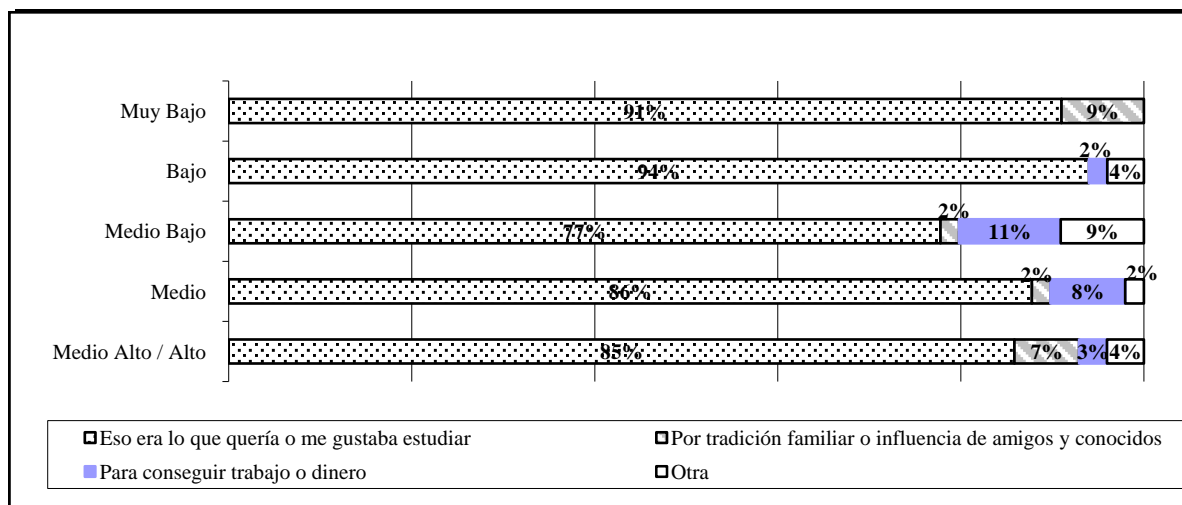 Muy Bajo 91% 9%
2%
Bajo 94% 4%
2%
Medio Bajo 77% 11% 9%
2% 2%
Medio 86% 8%
Medio Alto / Alto 85% 7% 3% 4%
Eso era lo que quería o me gustaba estudiar Por tradición familiar o influencia de amigos y conocidos
Para conseguir trabajo o dinero Otra